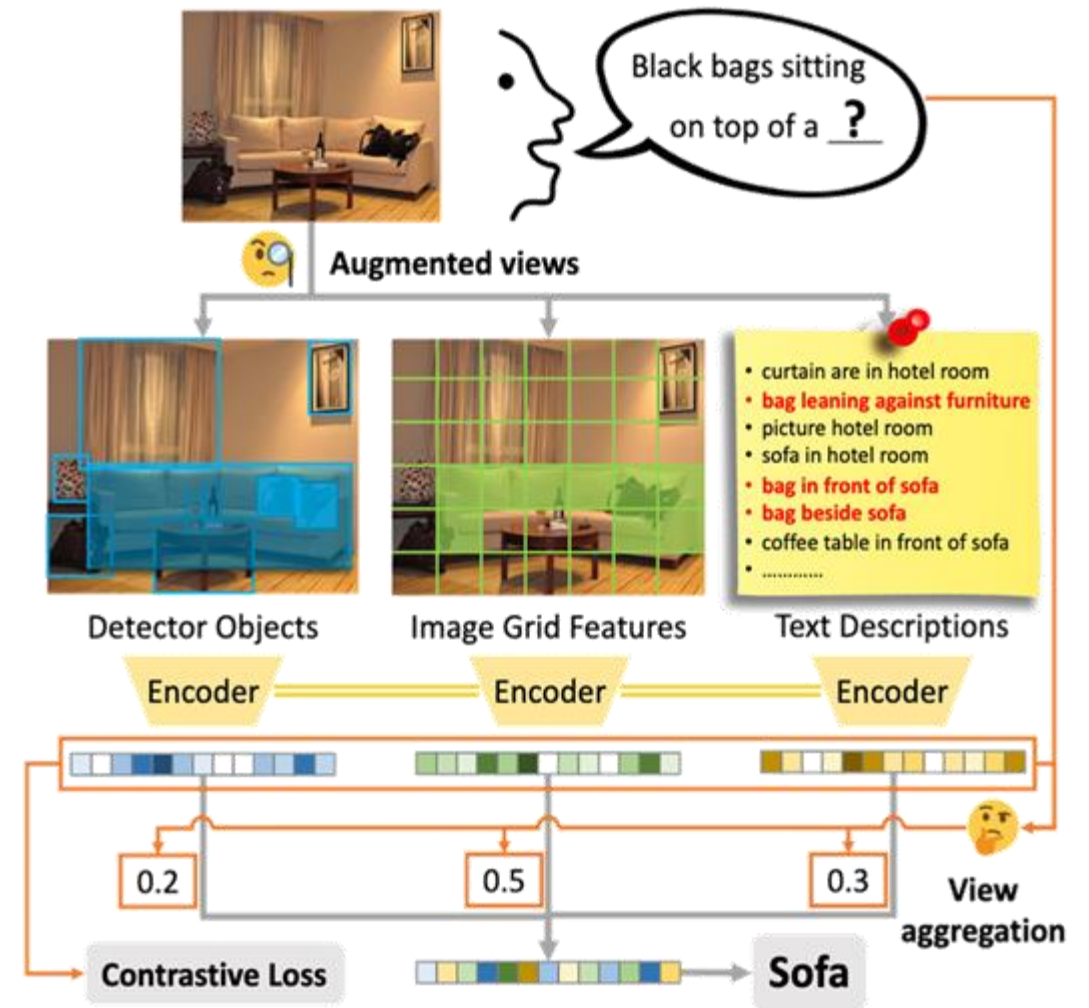 Black bags sitting
on top of a ?
Augmented views
• curtain are in hotel room
• bag leaning against furniture
• picture hotel room
• sofa in hotel room
• bag in front of sofa
• bag beside sofa
• coffee table in front of sofa
• ............
Detector Objects
Image Grid Features
Text Descriptions
Encoder
Encoder
Encoder
0.2
0.5
0.3
View
aggregation
Contrastive Loss
Sofa